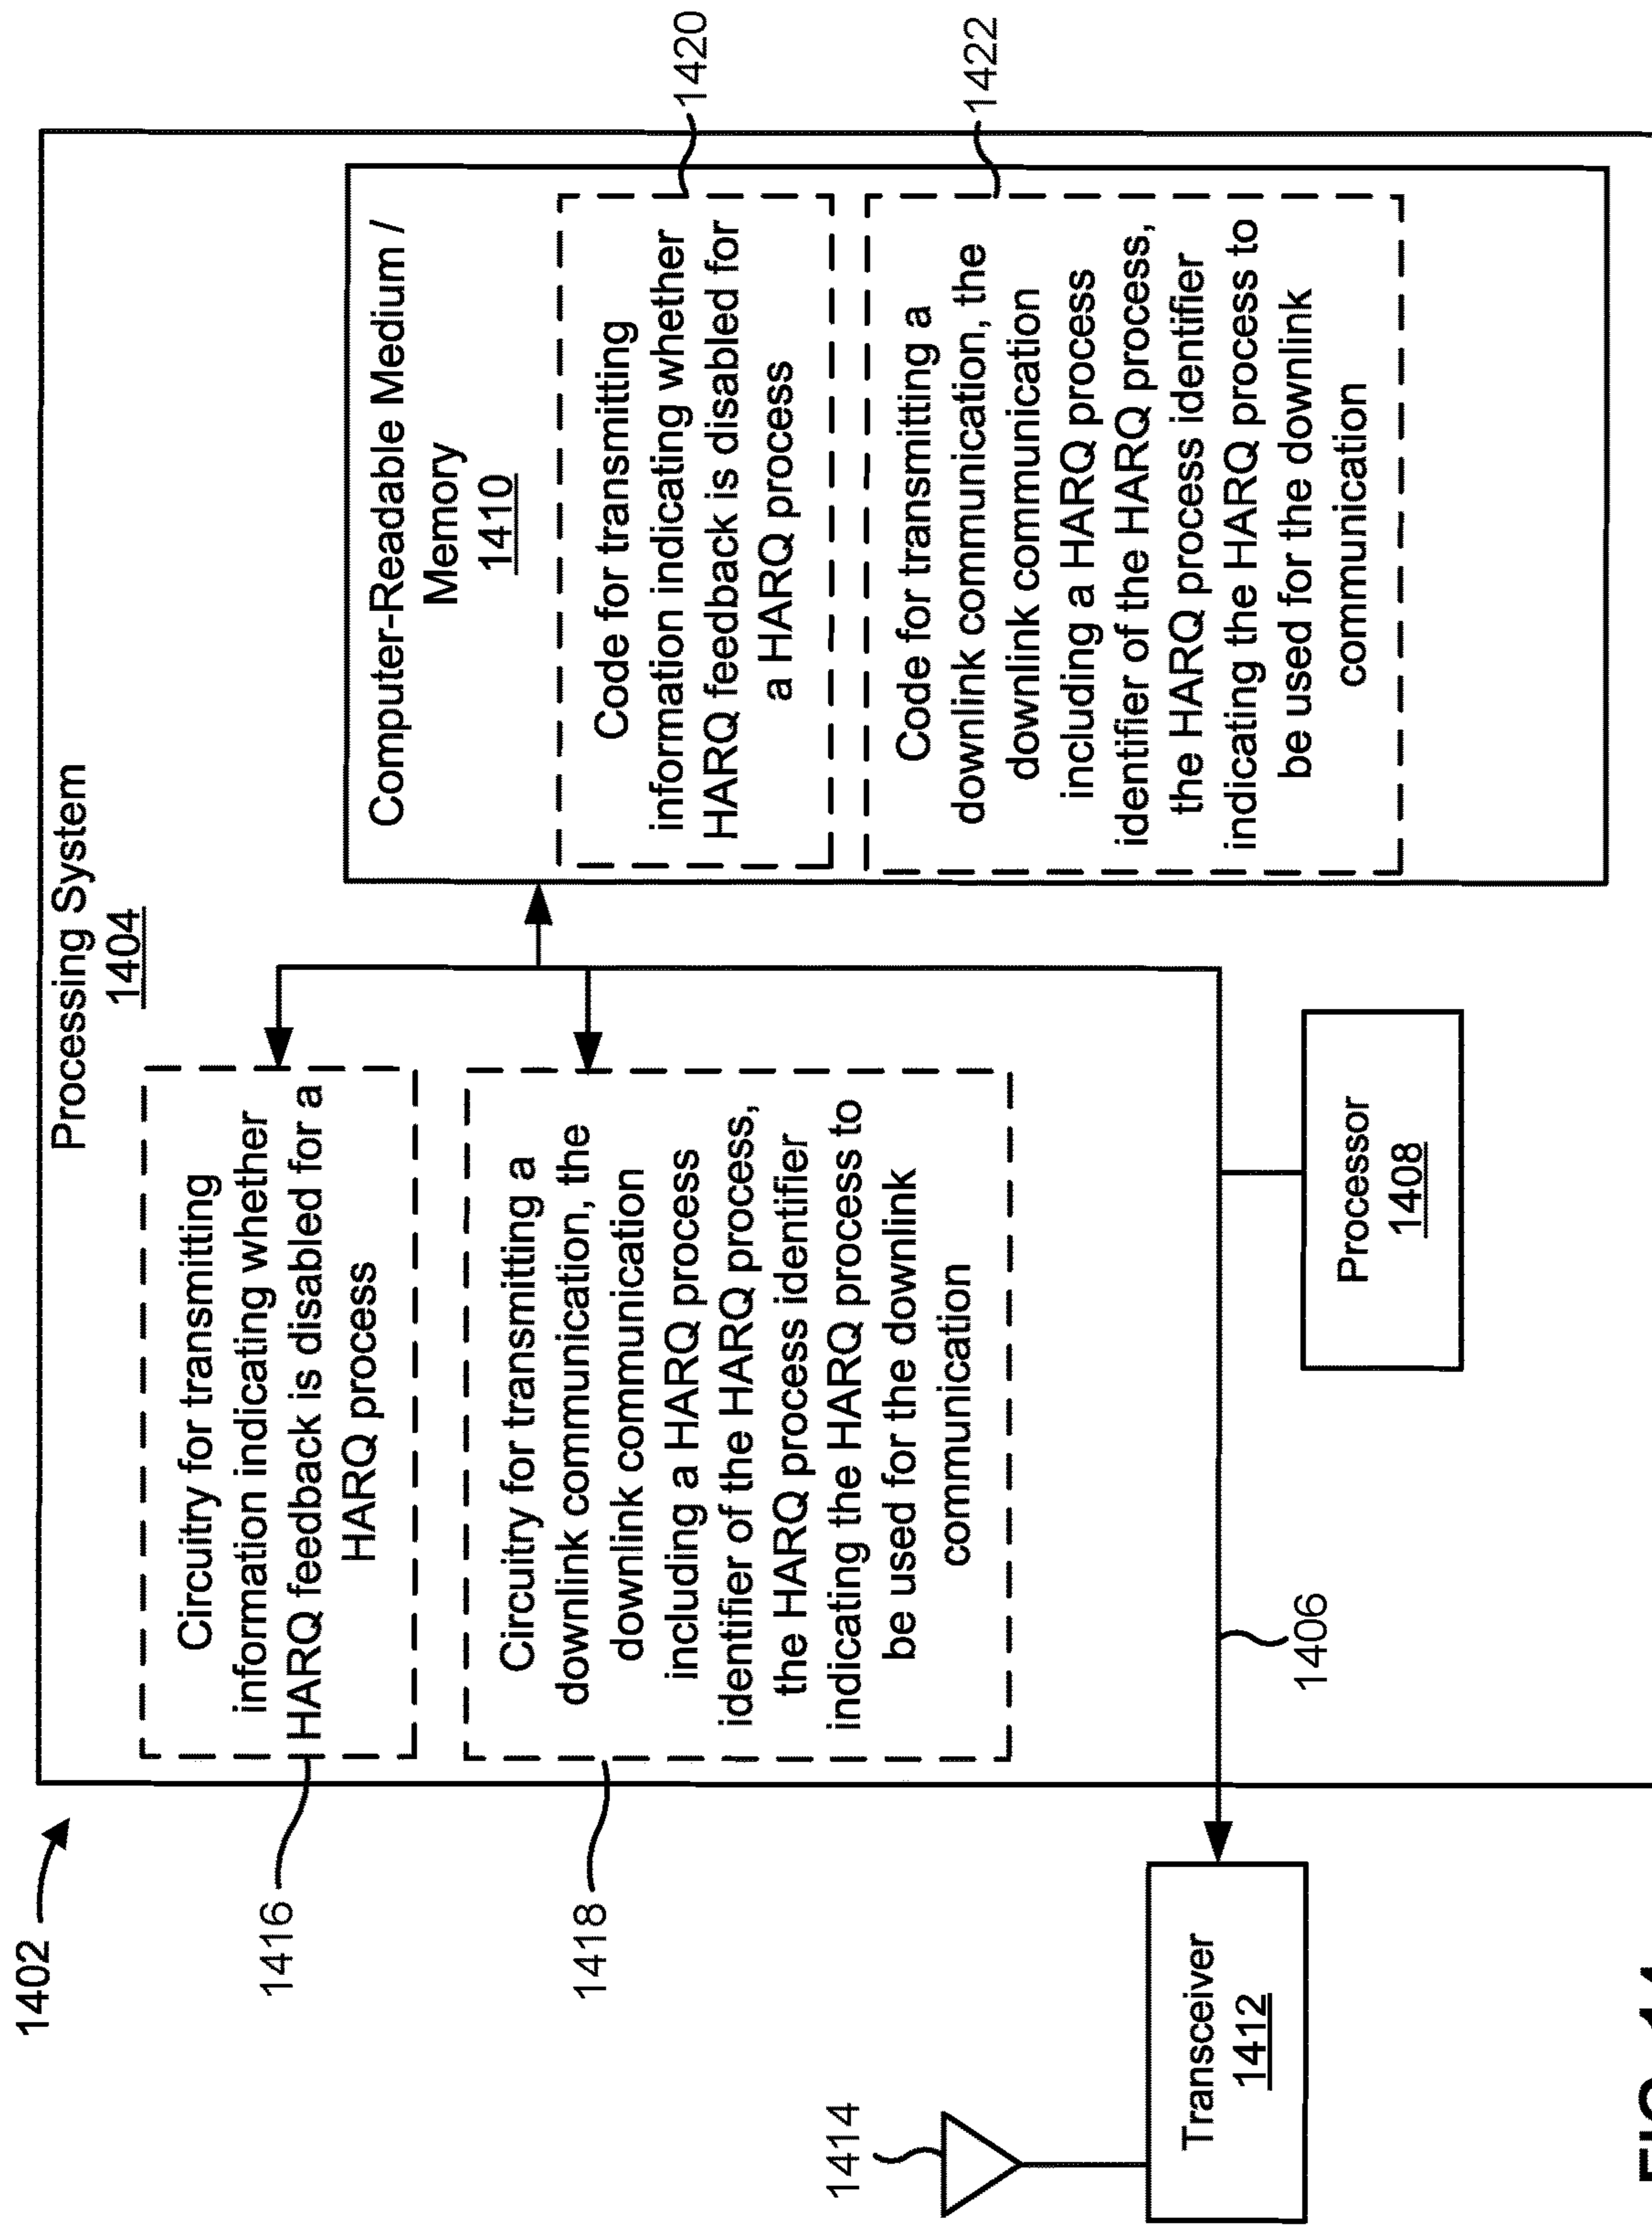 1402
Processing System
1404
1416
Circuitry for transmitting
information indicating whether
HARQ feedback is disabled for a
HARQ process
1418
Circuitry for transmitting a
downlink communication, the
downlink communication
including a HARQ process
identifier of the HARQ process,
the HARQ process identifier
indicating the HARQ process to
be used for the downlink
communication
Computer-Readable Medium /
Memory
1410
Code for transmitting
information indicating whether
HARQ feedback is disabled for
a HARQ process
1420
Code for transmitting a
downlink communication, the
downlink communication
including a HARQ process
identifier of the HARQ process,
the HARQ process identifier
indicating the HARQ process to
be used for the downlink
communication
1422
1414
Transceiver
1412
1406
Processor
1408